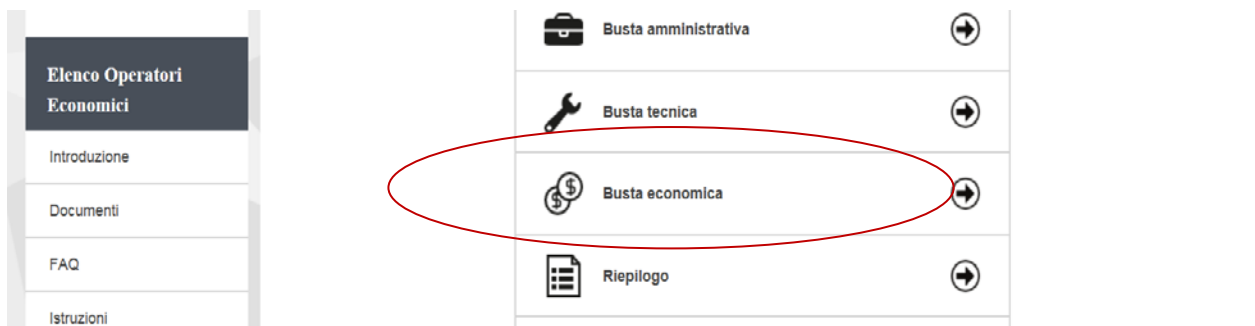 Elenco Operatori
Economici
Introduzione
Documenti
FAQ
Istruzioni
Busta amministrativa
Busta tecnica
Busta economica
Riepilogo